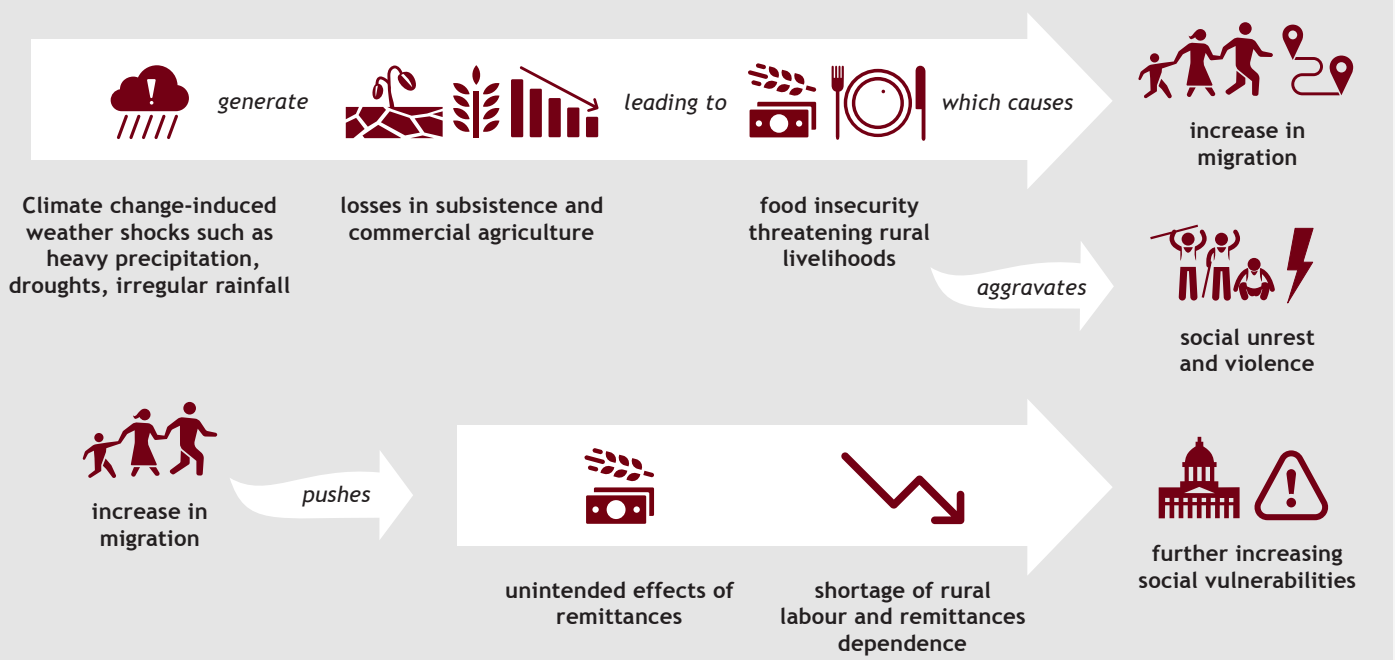 generate
leading to
which causes
increase in
migration
Climate change-induced
weather shocks such as
heavy precipitation,
droughts, irregular rainfall
losses in subsistence and
commercial agriculture
food insecurity
threatening rural
livelihoods
aggravates
social unrest
and violence
increase in
migration
pushes
unintended effects of
remittances
shortage of rural
labour and remittances
dependence
further increasing
social vulnerabilities